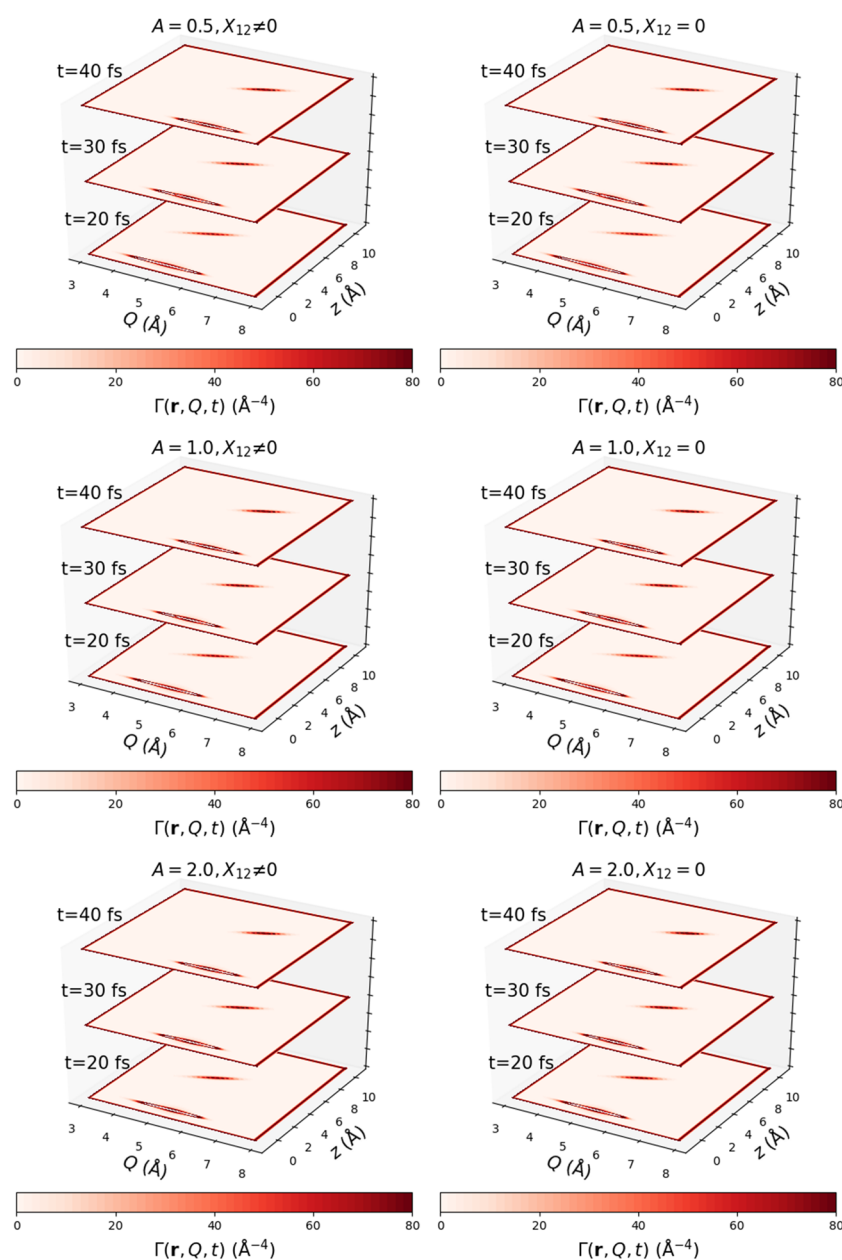 A = 0.5, X₁₂≠0
t=40 fs
t=30 fs
t=20 fs
3 4 5 6 7 8
Q (Å)
0 2 4 6 8 10
z (Å)
0 20 40 60 80
Γ(r, Q, t) (Å⁻⁴)
A = 0.5, X₁₂ = 0
t=40 fs
t=30 fs
t=20 fs
3 4 5 6 7 8
Q (Å)
0 2 4 6 8 10
z (Å)
0 20 40 60 80
Γ(r, Q, t) (Å⁻⁴)
A = 1.0, X₁₂≠0
t=40 fs
t=30 fs
t=20 fs
3 4 5 6 7 8
Q (Å)
0 2 4 6 8 10
z (Å)
0 20 40 60 80
Γ(r, Q, t) (Å⁻⁴)
A = 1.0, X₁₂ = 0
t=40 fs
t=30 fs
t=20 fs
3 4 5 6 7 8
Q (Å)
0 2 4 6 8 10
z (Å)
0 20 40 60 80
Γ(r, Q, t) (Å⁻⁴)
A = 2.0, X₁₂≠0
t=40 fs
t=30 fs
t=20 fs
3 4 5 6 7 8
Q (Å)
0 2 4 6 8 10
z (Å)
0 20 40 60 80
Γ(r, Q, t) (Å⁻⁴)
A = 2.0, X₁₂ = 0
t=40 fs
t=30 fs
t=20 fs
3 4 5 6 7 8
Q (Å)
0 2 4 6 8 10
z (Å)
0 20 40 60 80
Γ(r, Q, t) (Å⁻⁴)